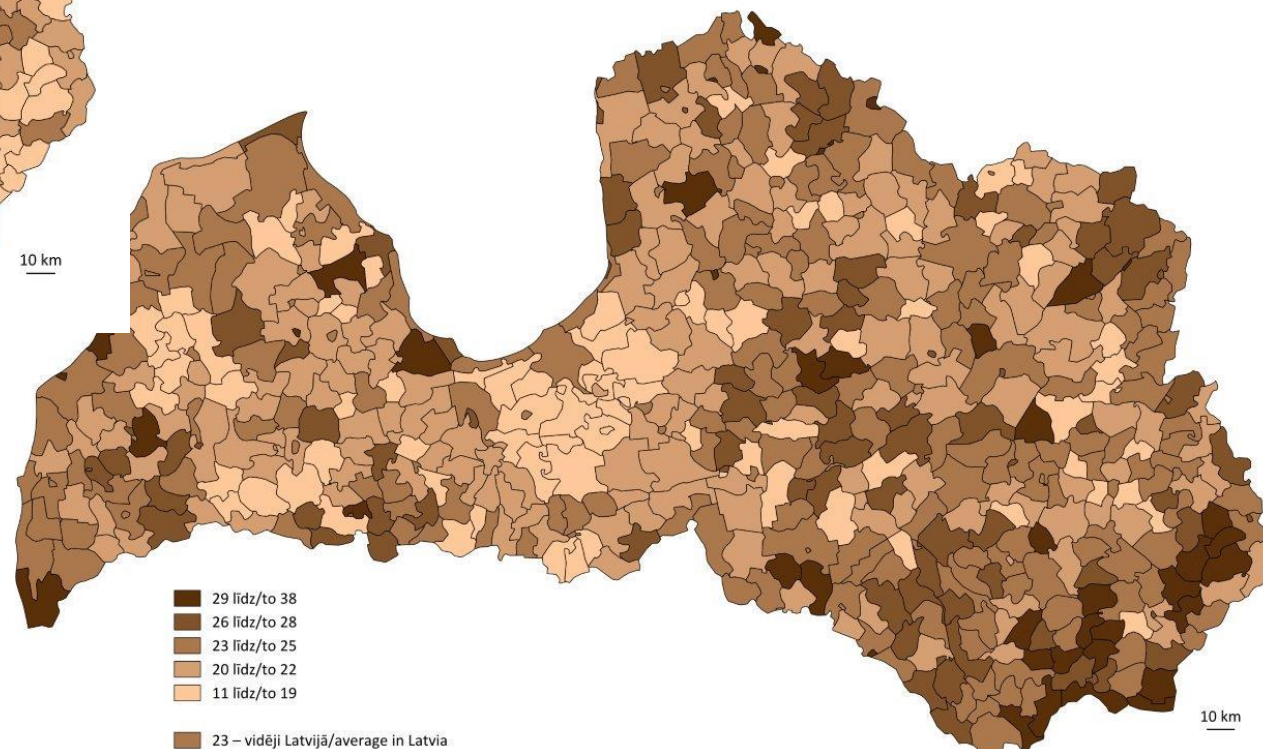 10 km
29 līdz/to 38
26 līdz/to 28
23 līdz/to 25
20 līdz/to 22
11 līdz/to 19
23 – vidēji Latvijā/average in Latvia
10 km